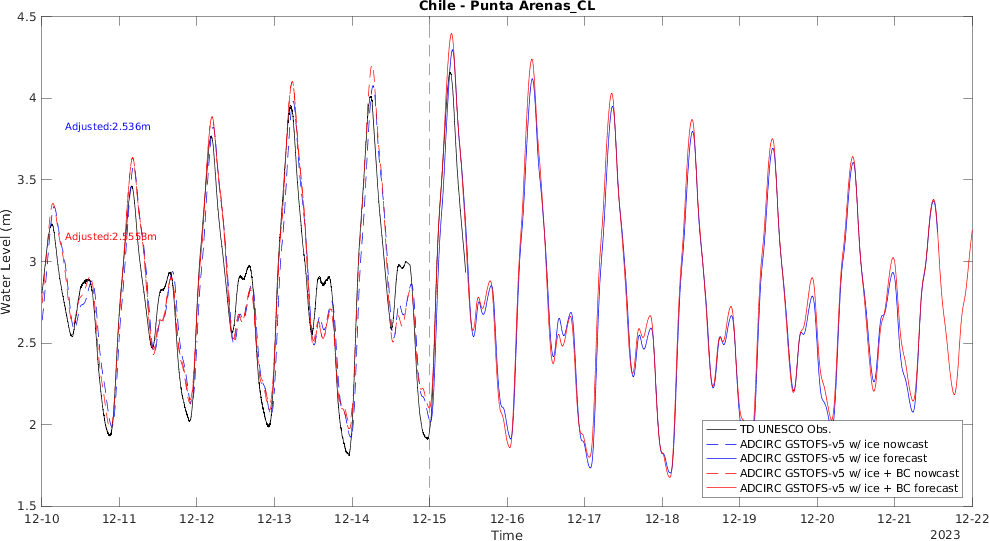 Chile - Punta Arenas_CL
4.5
4
3.5
3
2.5
2
1.5
Water Level (m)
Adjusted:2.536m
Adjusted:2.5553m
TD UNESCO Obs.
ADCIRC GSTOFS-v5 w/ ice nowcast
ADCIRC GSTOFS-v5 w/ ice forecast
ADCIRC GSTOFS-v5 w/ ice + BC nowcast
ADCIRC GSTOFS-v5 w/ ice + BC forecast
12-10 12-11 12-12 12-13 12-14 12-15 12-16 12-17 12-18 12-19 12-20 12-21 12-22
Time
2023